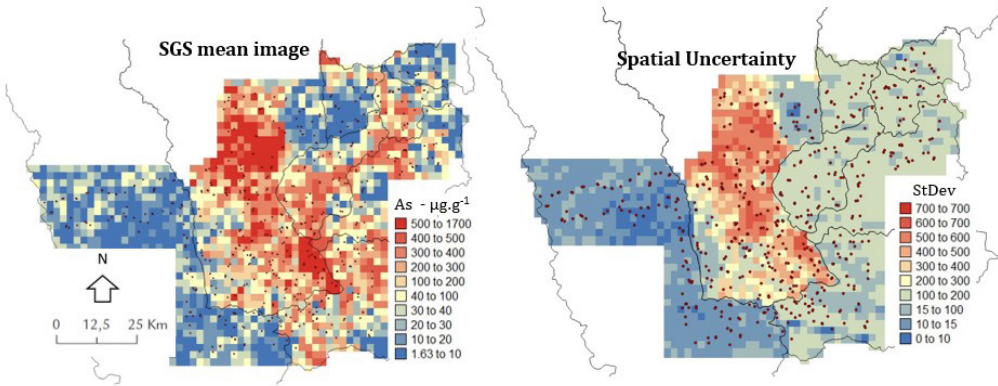 SGS mean image
As - µg.g-1
500 to 1700
400 to 500
300 to 400
200 to 300
100 to 200
40 to 100
30 to 40
20 to 30
10 to 20
1.63 to 10
N
0 12,5 25 Km
Spatial Uncertainty
StDev
700 to 700
600 to 700
500 to 600
400 to 500
300 to 400
200 to 300
100 to 200
15 to 100
10 to 15
0 to 10